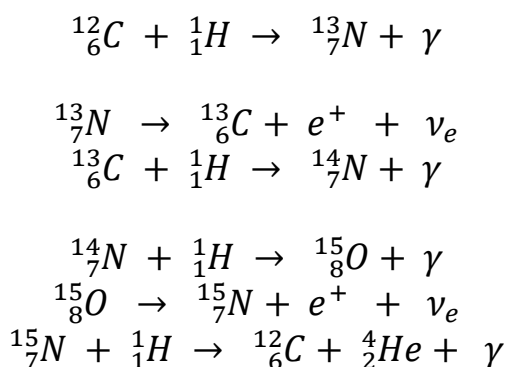 ¹²₆C + ¹₁H → ¹³₇N + γ
¹³₇N → ¹³₆C + e⁺ + νₑ
¹³₆C + ¹₁H → ¹⁴₇N + γ
¹⁴₇N + ¹₁H → ¹⁵₈O + γ
¹⁵₈O → ¹⁵₇N + e⁺ + νₑ
¹⁵₇N + ¹₁H → ¹²₆C + ⁴₂He + γ